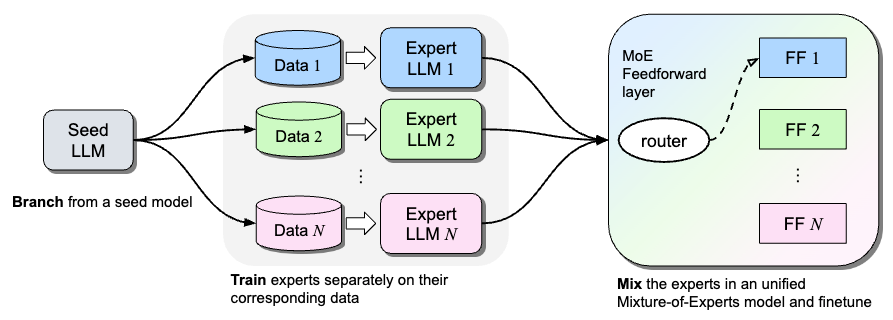 Seed
LLM
Branch from a seed model
Data 1
Expert
LLM 1
Data 2
Expert
LLM 2
⋮
Data N
Expert
LLM N
Train experts separately on their
corresponding data
MoE
Feedforward
layer
router
FF 1
FF 2
⋮
FF N
Mix the experts in an unified
Mixture-of-Experts model and finetune